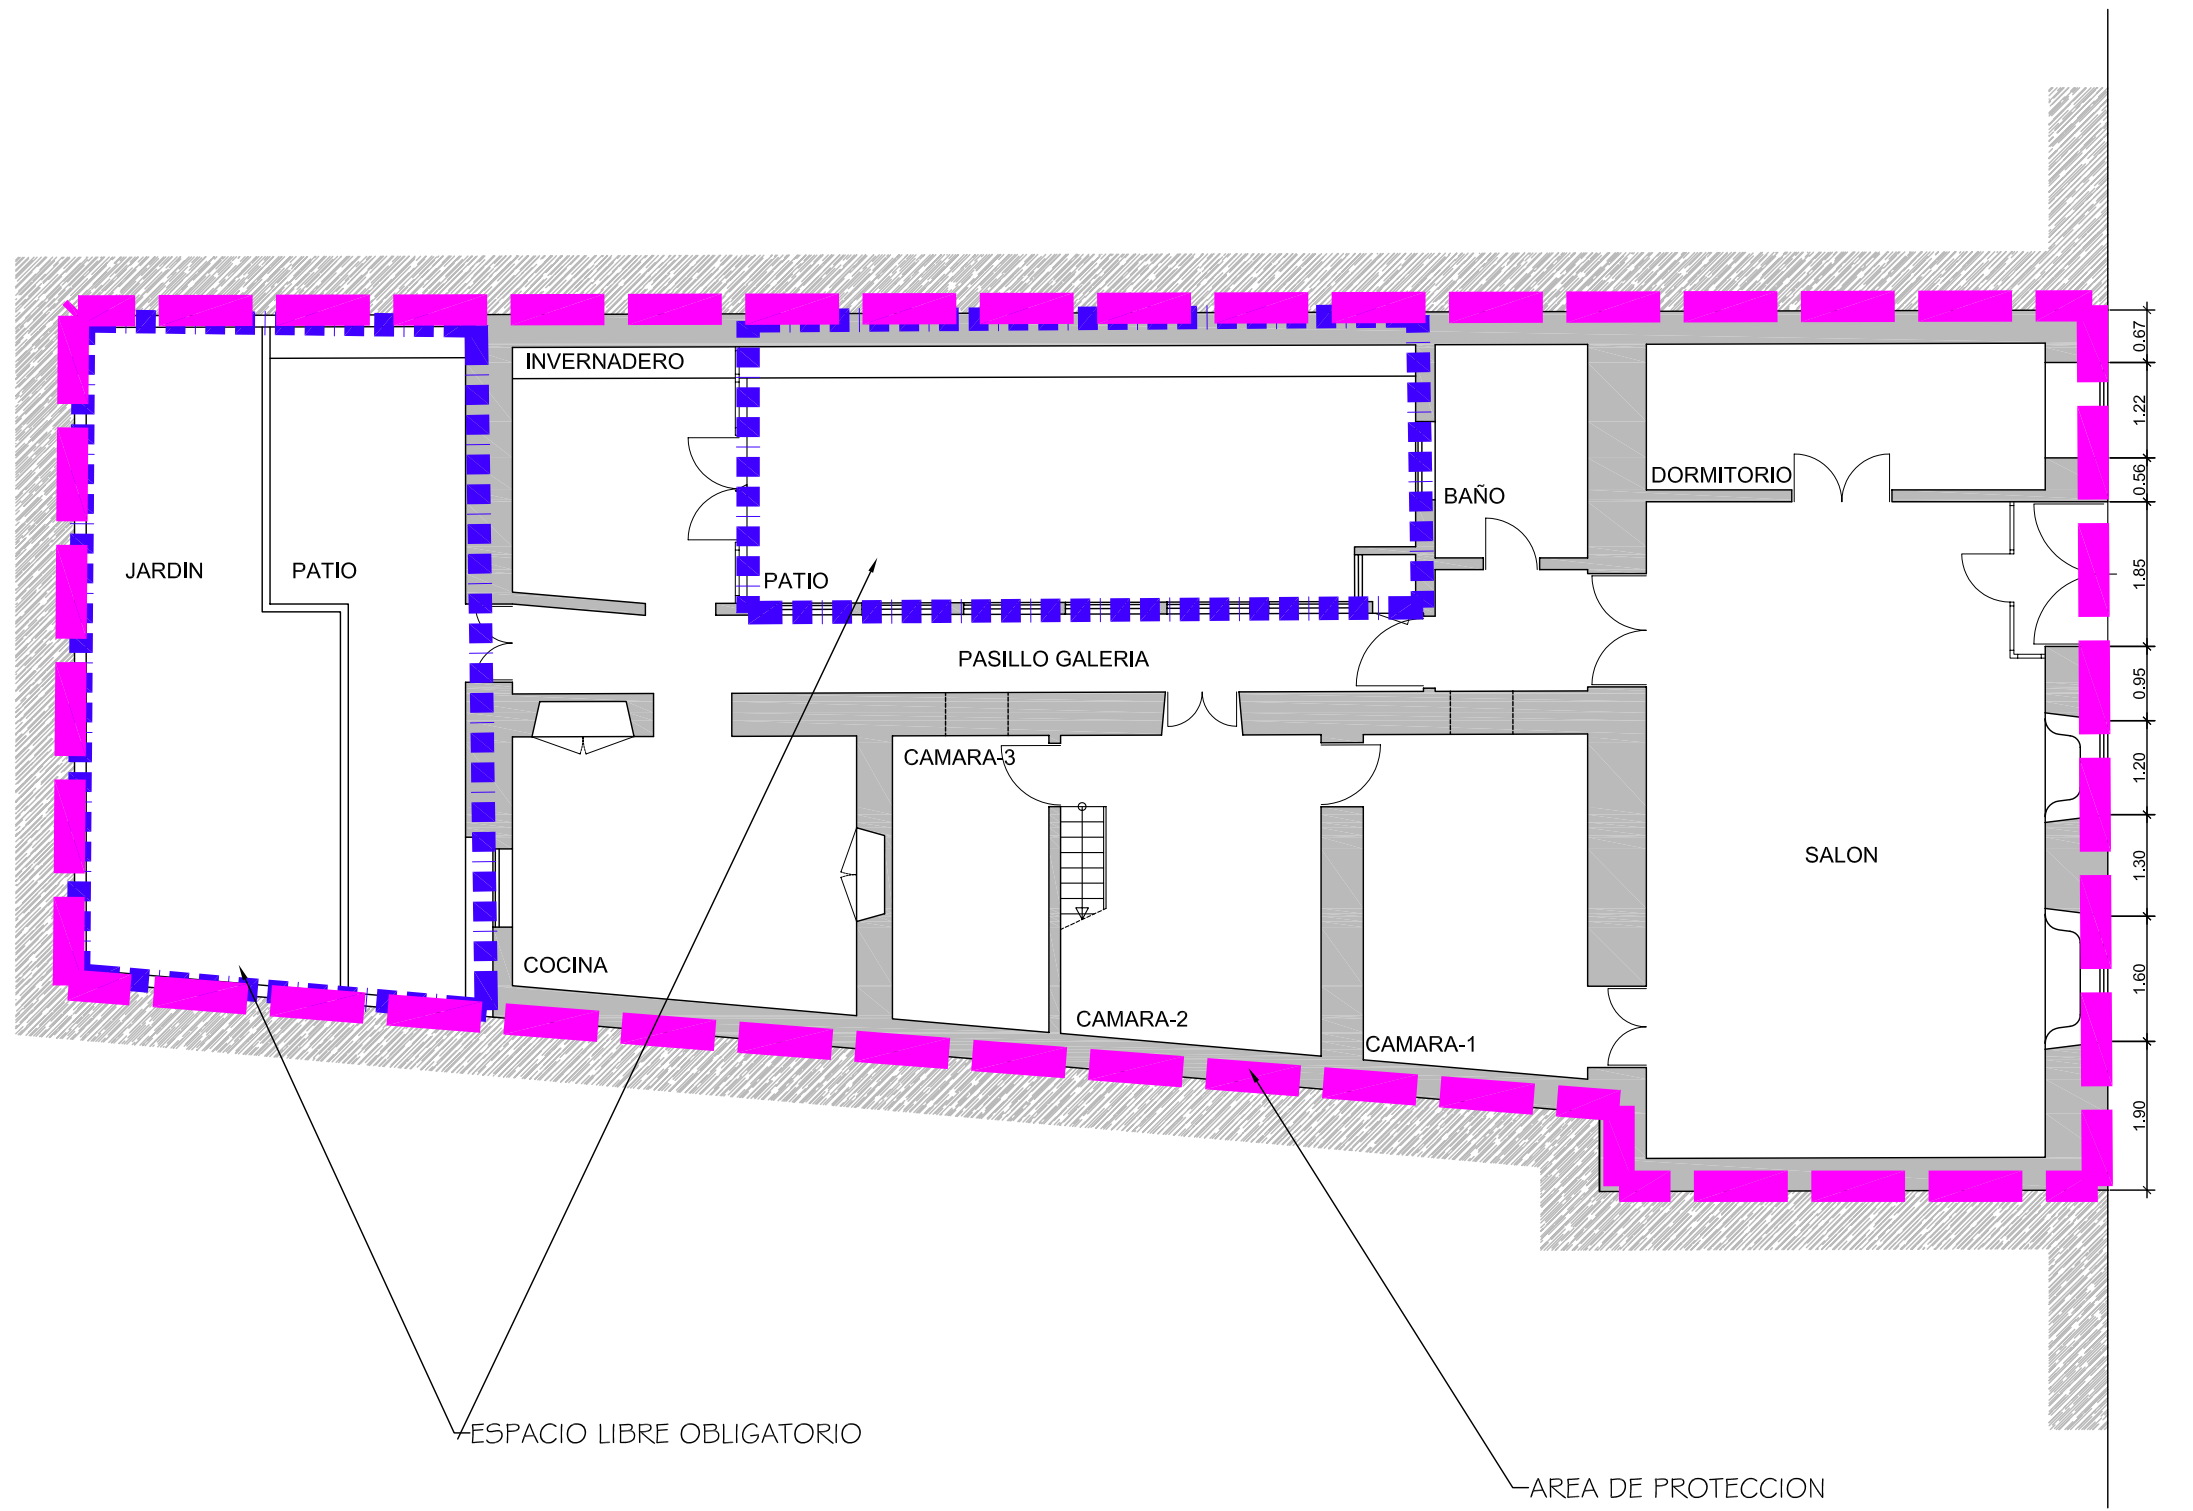 INVERNADERO
JARDIN
PATIO
PATIO
BAÑO
DORMITORIO
PASILLO GALERIA
CAMARA-3
SALON
COCINA
CAMARA-2
CAMARA-1
0.67
1.22
0.56
1.85
0.95
1.20
1.30
1.60
1.90
ESPACIO LIBRE OBLIGATORIO
AREA DE PROTECCION